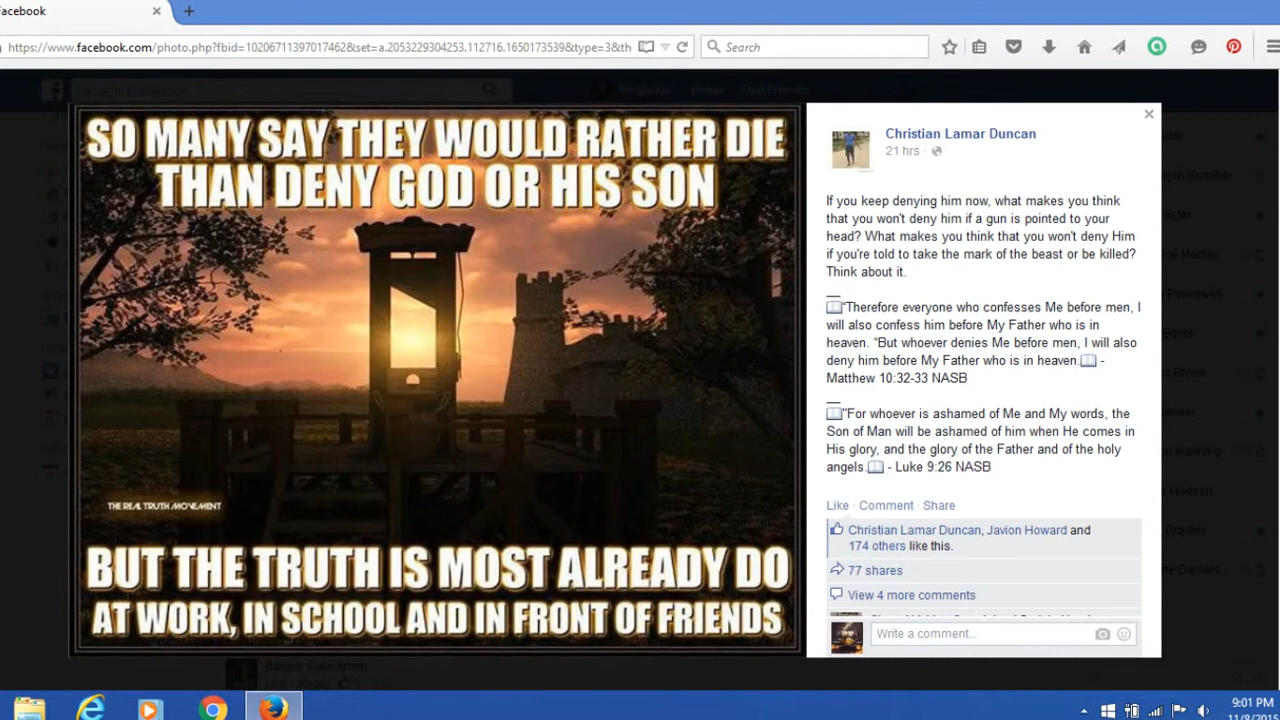 Facebook
https://www.facebook.com/photo.php?fbid=10206711397017462&set=a.2053229304253.112716.1650173539&type=3&th
Search
Home
Find Friends
SO MANY SAY THEY WOULD RATHER DIE
THAN DENY GOD OR HIS SON
THE REAL TRUTH MOVEMENT
BUT THE TRUTH IS MOST ALREADY DO
AT WORK, IN SCHOOL AND IN FRONT OF FRIENDS
Christian Lamar Duncan
21 hrs ·
If you keep denying him now, what makes you think
that you won't deny him if a gun is pointed to your
head? What makes you think that you won't deny Him
if you're told to take the mark of the beast or be killed?
Think about it.
__
📖"Therefore everyone who confesses Me before men, I
will also confess him before My Father who is in
heaven. "But whoever denies Me before men, I will also
deny him before My Father who is in heaven.📖 -
Matthew 10:32-33 NASB
__
📖"For whoever is ashamed of Me and My words, the
Son of Man will be ashamed of him when He comes in
His glory, and the glory of the Father and of the holy
angels.📖 - Luke 9:26 NASB
Like · Comment · Share
Christian Lamar Duncan, Javion Howard and
174 others like this.
77 shares
View 4 more comments
Write a comment...
9:01 PM
11/8/2015